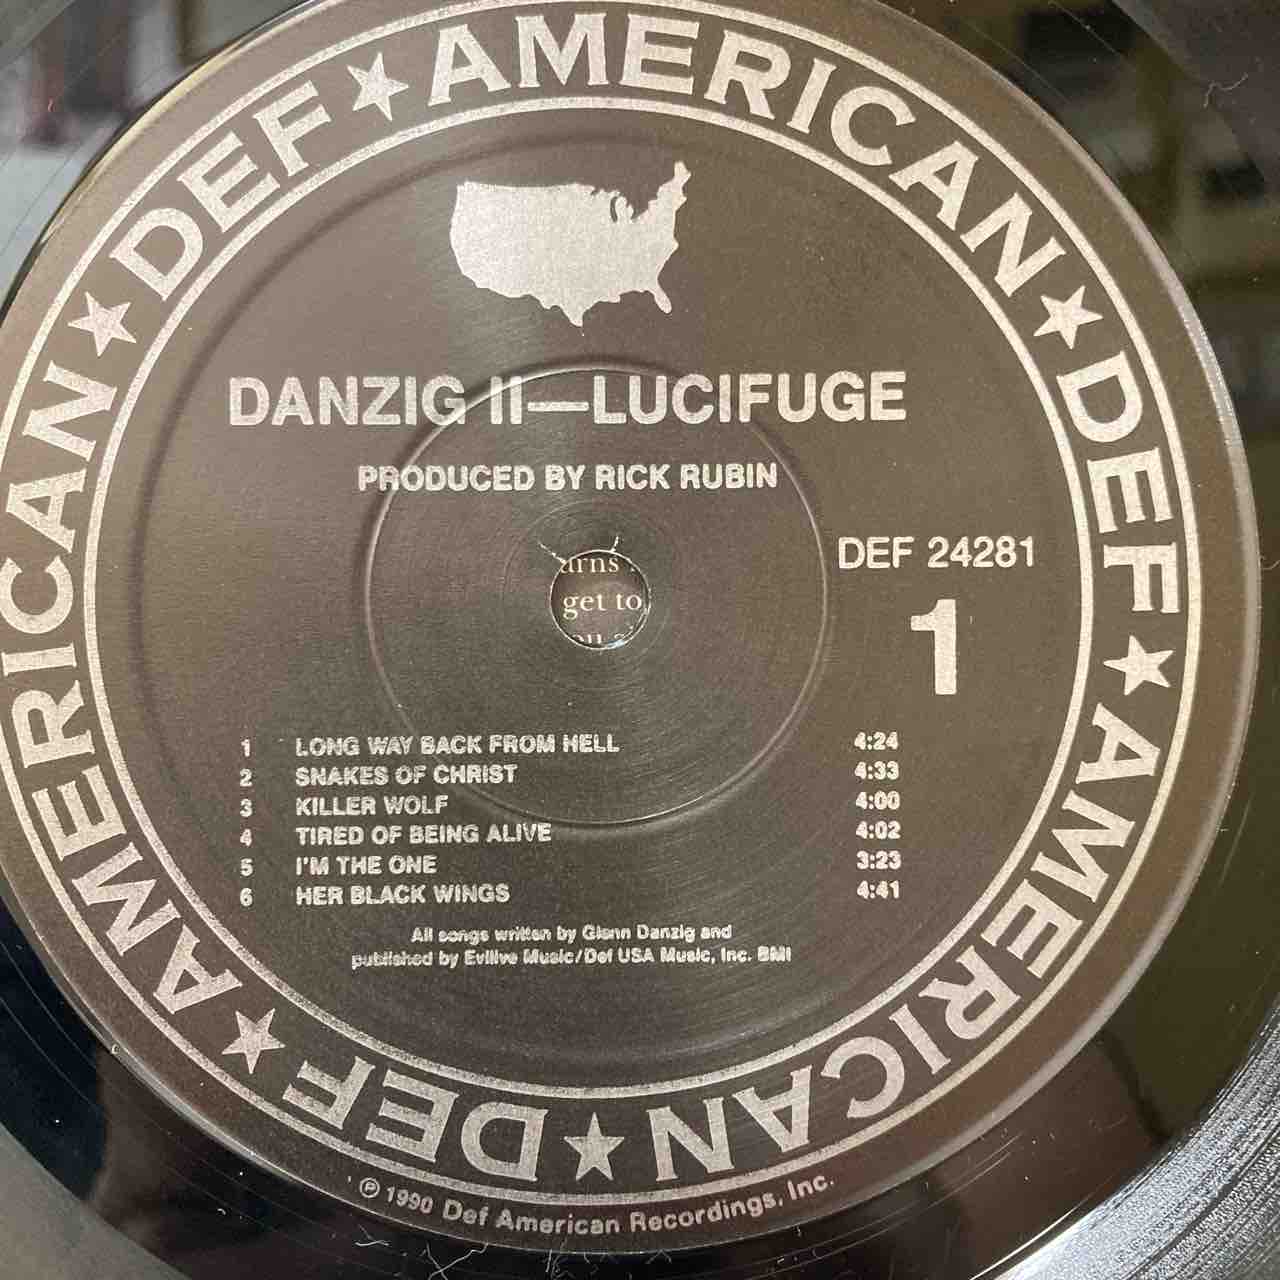 DEF ★ AMERICAN ★ DEF ★ AMERICAN ★ DEF ★ AMERICAN ★
DANZIG II—LUCIFUGE
PRODUCED BY RICK RUBIN
DEF 24281
1
get to
1 LONG WAY BACK FROM HELL 4:24
2 SNAKES OF CHRIST 4:33
3 KILLER WOLF 4:00
4 TIRED OF BEING ALIVE 4:02
5 I'M THE ONE 3:23
6 HER BLACK WINGS 4:41
All songs written by Glenn Danzig and
published by Evilive Music/Def USA Music, Inc. BMI
℗ 1990 Def American Recordings, Inc.